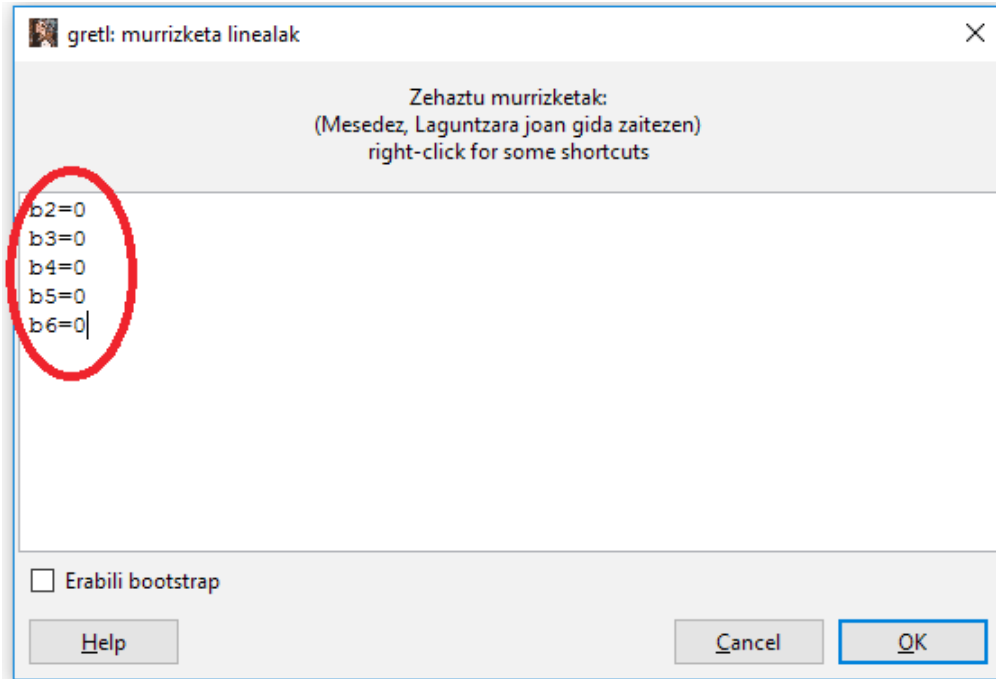 gretl: murrizketa linealak
Zehaztu murrizketak:
(Mesedez, Laguntzara joan gida zaitezen)
right-click for some shortcuts
b2=0
b3=0
b4=0
b5=0
b6=0
Erabili bootstrap
Help
Cancel
OK